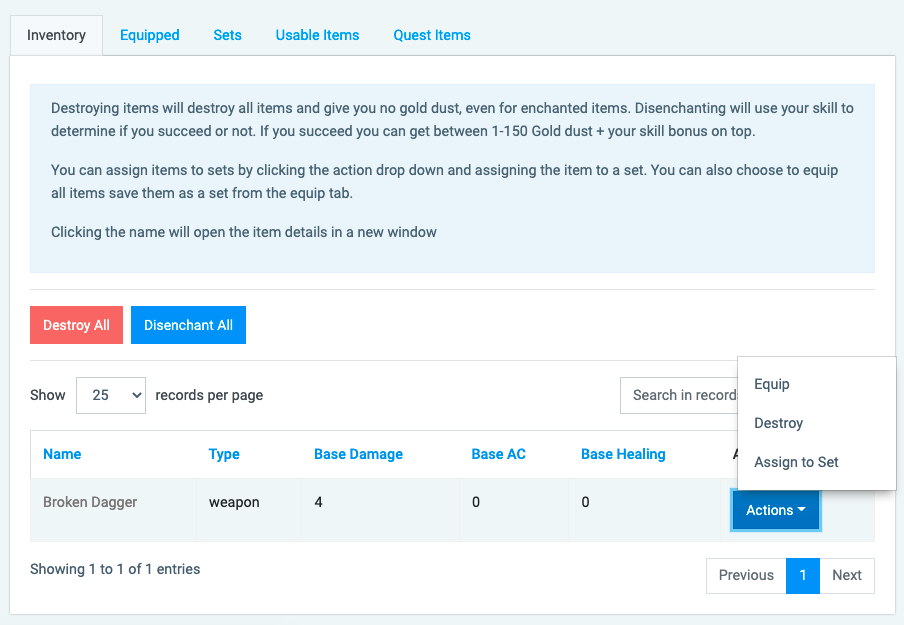 Inventory Equipped Sets Usable Items Quest Items
Destroying items will destroy all items and give you no gold dust, even for enchanted items. Disenchanting will use your skill to
determine if you succeed or not. If you succeed you can get between 1-150 Gold dust + your skill bonus on top.
You can assign items to sets by clicking the action drop down and assigning the item to a set. You can also choose to equip
all items save them as a set from the equip tab.
Clicking the name will open the item details in a new window
Destroy All Disenchant All
Equip
Show 25 records per page Search in records
Destroy
Name Type Base Damage Base AC Base Healing
Assign to Set
Broken Dagger weapon 4 0 0
Actions
Showing 1 to 1 of 1 entries
Previous 1 Next